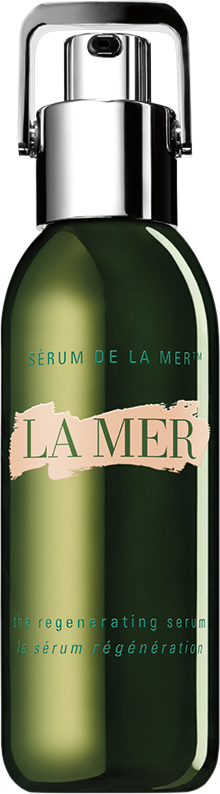 SÉRUM DE LA MER™
LA MER
the regenerating serum
le sérum régénération